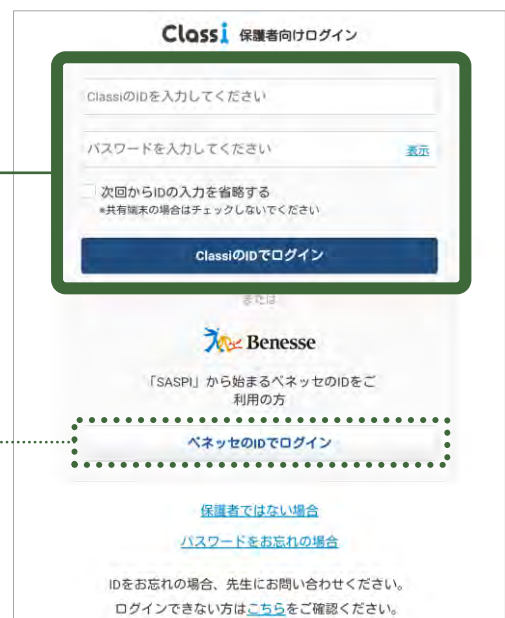 Classi 保護者向けログイン
ClassiのIDを入力してください
パスワードを入力してください 表示
次回からIDの入力を省略する
*共有端末の場合はチェックしないでください
ClassiのIDでログイン
または
Benesse
「SASPI」から始まるベネッセのIDをご
利用の方
ベネッセのIDでログイン
保護者ではない場合
パスワードをお忘れの場合
IDをお忘れの場合、先生にお問い合わせください。
ログインできない方はこちらをご確認ください。